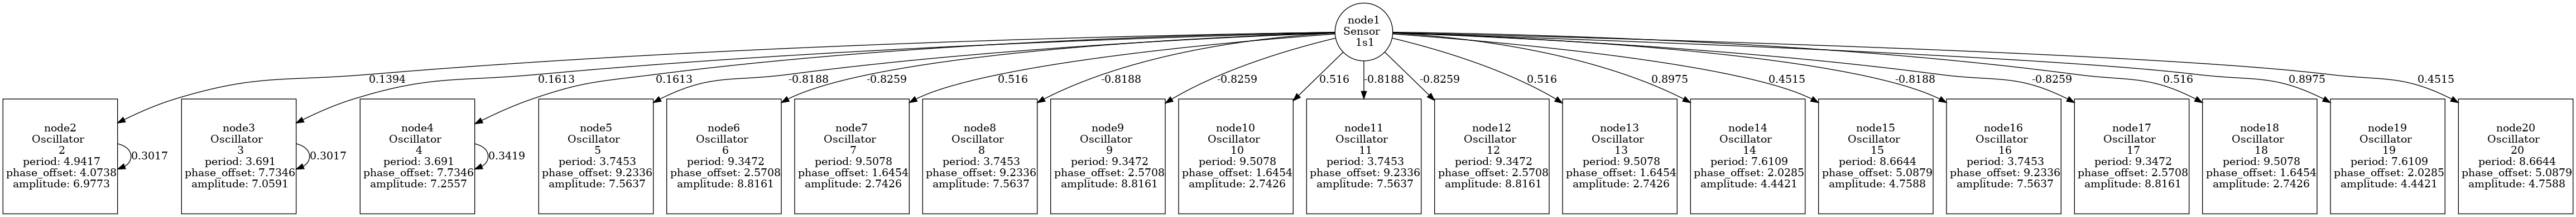 node1
Sensor
1s1
0.1394
0.1613
0.1613
-0.8188
-0.8259
0.516
-0.8188
-0.8259
0.516
-0.8188
-0.8259
0.516
0.8975
0.4515
-0.8188
-0.8259
0.516
0.8975
0.4515
node2
Oscillator
2
period: 4.9417
phase_offset: 4.0738
amplitude: 6.9773
0.3017
node3
Oscillator
3
period: 3.691
phase_offset: 7.7346
amplitude: 7.0591
0.3017
node4
Oscillator
4
period: 3.691
phase_offset: 7.7346
amplitude: 7.2557
0.3419
node5
Oscillator
5
period: 3.7453
phase_offset: 9.2336
amplitude: 7.5637
node6
Oscillator
6
period: 9.3472
phase_offset: 2.5708
amplitude: 8.8161
node7
Oscillator
7
period: 9.5078
phase_offset: 1.6454
amplitude: 2.7426
node8
Oscillator
8
period: 3.7453
phase_offset: 9.2336
amplitude: 7.5637
node9
Oscillator
9
period: 9.3472
phase_offset: 2.5708
amplitude: 8.8161
node10
Oscillator
10
period: 9.5078
phase_offset: 1.6454
amplitude: 2.7426
node11
Oscillator
11
period: 3.7453
phase_offset: 9.2336
amplitude: 7.5637
node12
Oscillator
12
period: 9.3472
phase_offset: 2.5708
amplitude: 8.8161
node13
Oscillator
13
period: 9.5078
phase_offset: 1.6454
amplitude: 2.7426
node14
Oscillator
14
period: 7.6109
phase_offset: 2.0285
amplitude: 4.4421
node15
Oscillator
15
period: 8.6644
phase_offset: 5.0879
amplitude: 4.7588
node16
Oscillator
16
period: 3.7453
phase_offset: 9.2336
amplitude: 7.5637
node17
Oscillator
17
period: 9.3472
phase_offset: 2.5708
amplitude: 8.8161
node18
Oscillator
18
period: 9.5078
phase_offset: 1.6454
amplitude: 2.7426
node19
Oscillator
19
period: 7.6109
phase_offset: 2.0285
amplitude: 4.4421
node20
Oscillator
20
period: 8.6644
phase_offset: 5.0879
amplitude: 4.7588